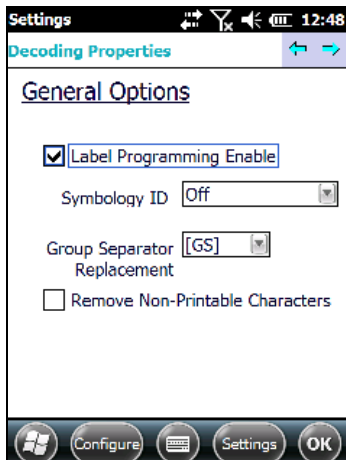 Settings 12:48
Decoding Properties
General Options
Label Programming Enable
Symbology ID Off
Group Separator [GS]
Replacement
Remove Non-Printable Characters
Configure Settings OK